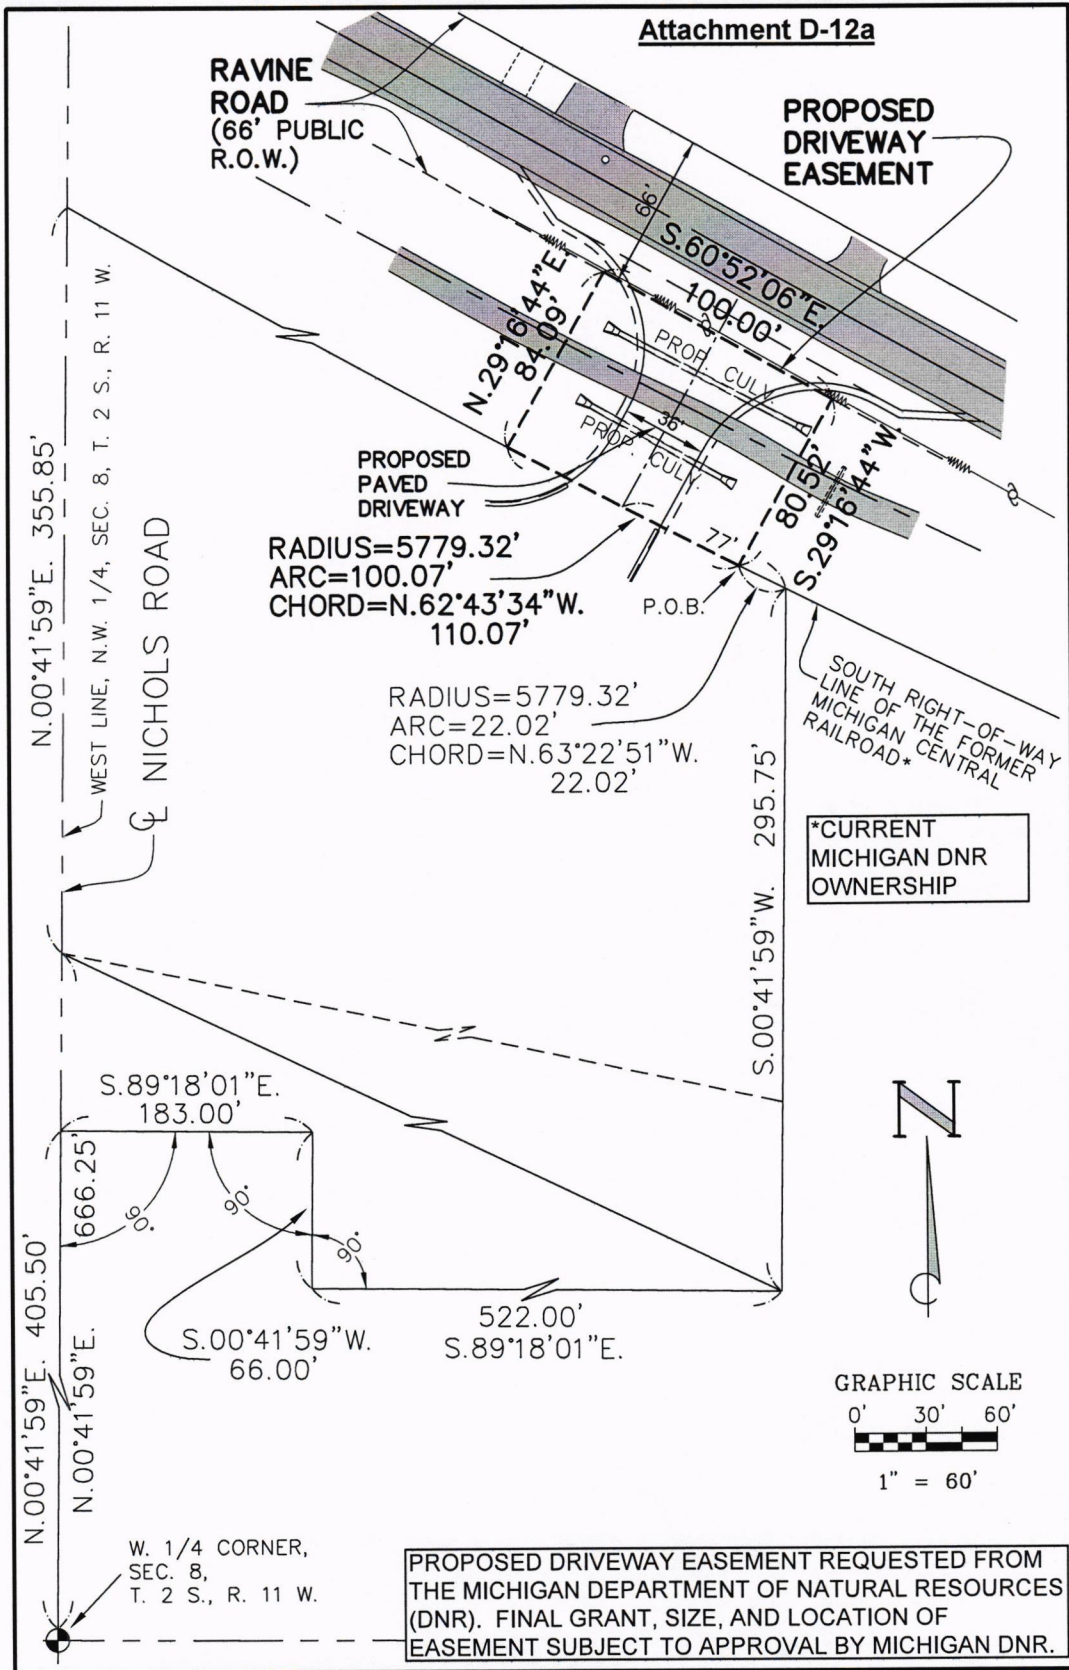 Attachment D-12a
RAVINE
ROAD
(66' PUBLIC
R.O.W.)
PROPOSED
DRIVEWAY
EASEMENT
66'
S.60°52'06"E.
100.00'
N.29°16'44"E.
84.09'
PROP. CULV.
36'
PROP. CULV.
80.52'
S.29°16'44"W.
PROPOSED
PAVED
DRIVEWAY
RADIUS=5779.32'
ARC=100.07'
CHORD=N.62°43'34"W.
110.07'
77'
P.O.B.
RADIUS=5779.32'
ARC=22.02'
CHORD=N.63°22'51"W.
22.02'
SOUTH RIGHT-OF-WAY
LINE OF THE FORMER
MICHIGAN CENTRAL
RAILROAD*
*CURRENT
MICHIGAN DNR
OWNERSHIP
N.00°41'59"E. 355.85'
WEST LINE, N.W. 1/4, SEC. 8, T. 2 S., R. 11 W.
℄ NICHOLS ROAD
S.00°41'59"W. 295.75'
S.89°18'01"E.
183.00'
90°
90°
90°
N.00°41'59"E. 405.50'
N.00°41'59"E. 666.25'
S.00°41'59"W.
66.00'
522.00'
S.89°18'01"E.
N
GRAPHIC SCALE
0' 30' 60'
1" = 60'
W. 1/4 CORNER,
SEC. 8,
T. 2 S., R. 11 W.
PROPOSED DRIVEWAY EASEMENT REQUESTED FROM
THE MICHIGAN DEPARTMENT OF NATURAL RESOURCES
(DNR). FINAL GRANT, SIZE, AND LOCATION OF
EASEMENT SUBJECT TO APPROVAL BY MICHIGAN DNR.